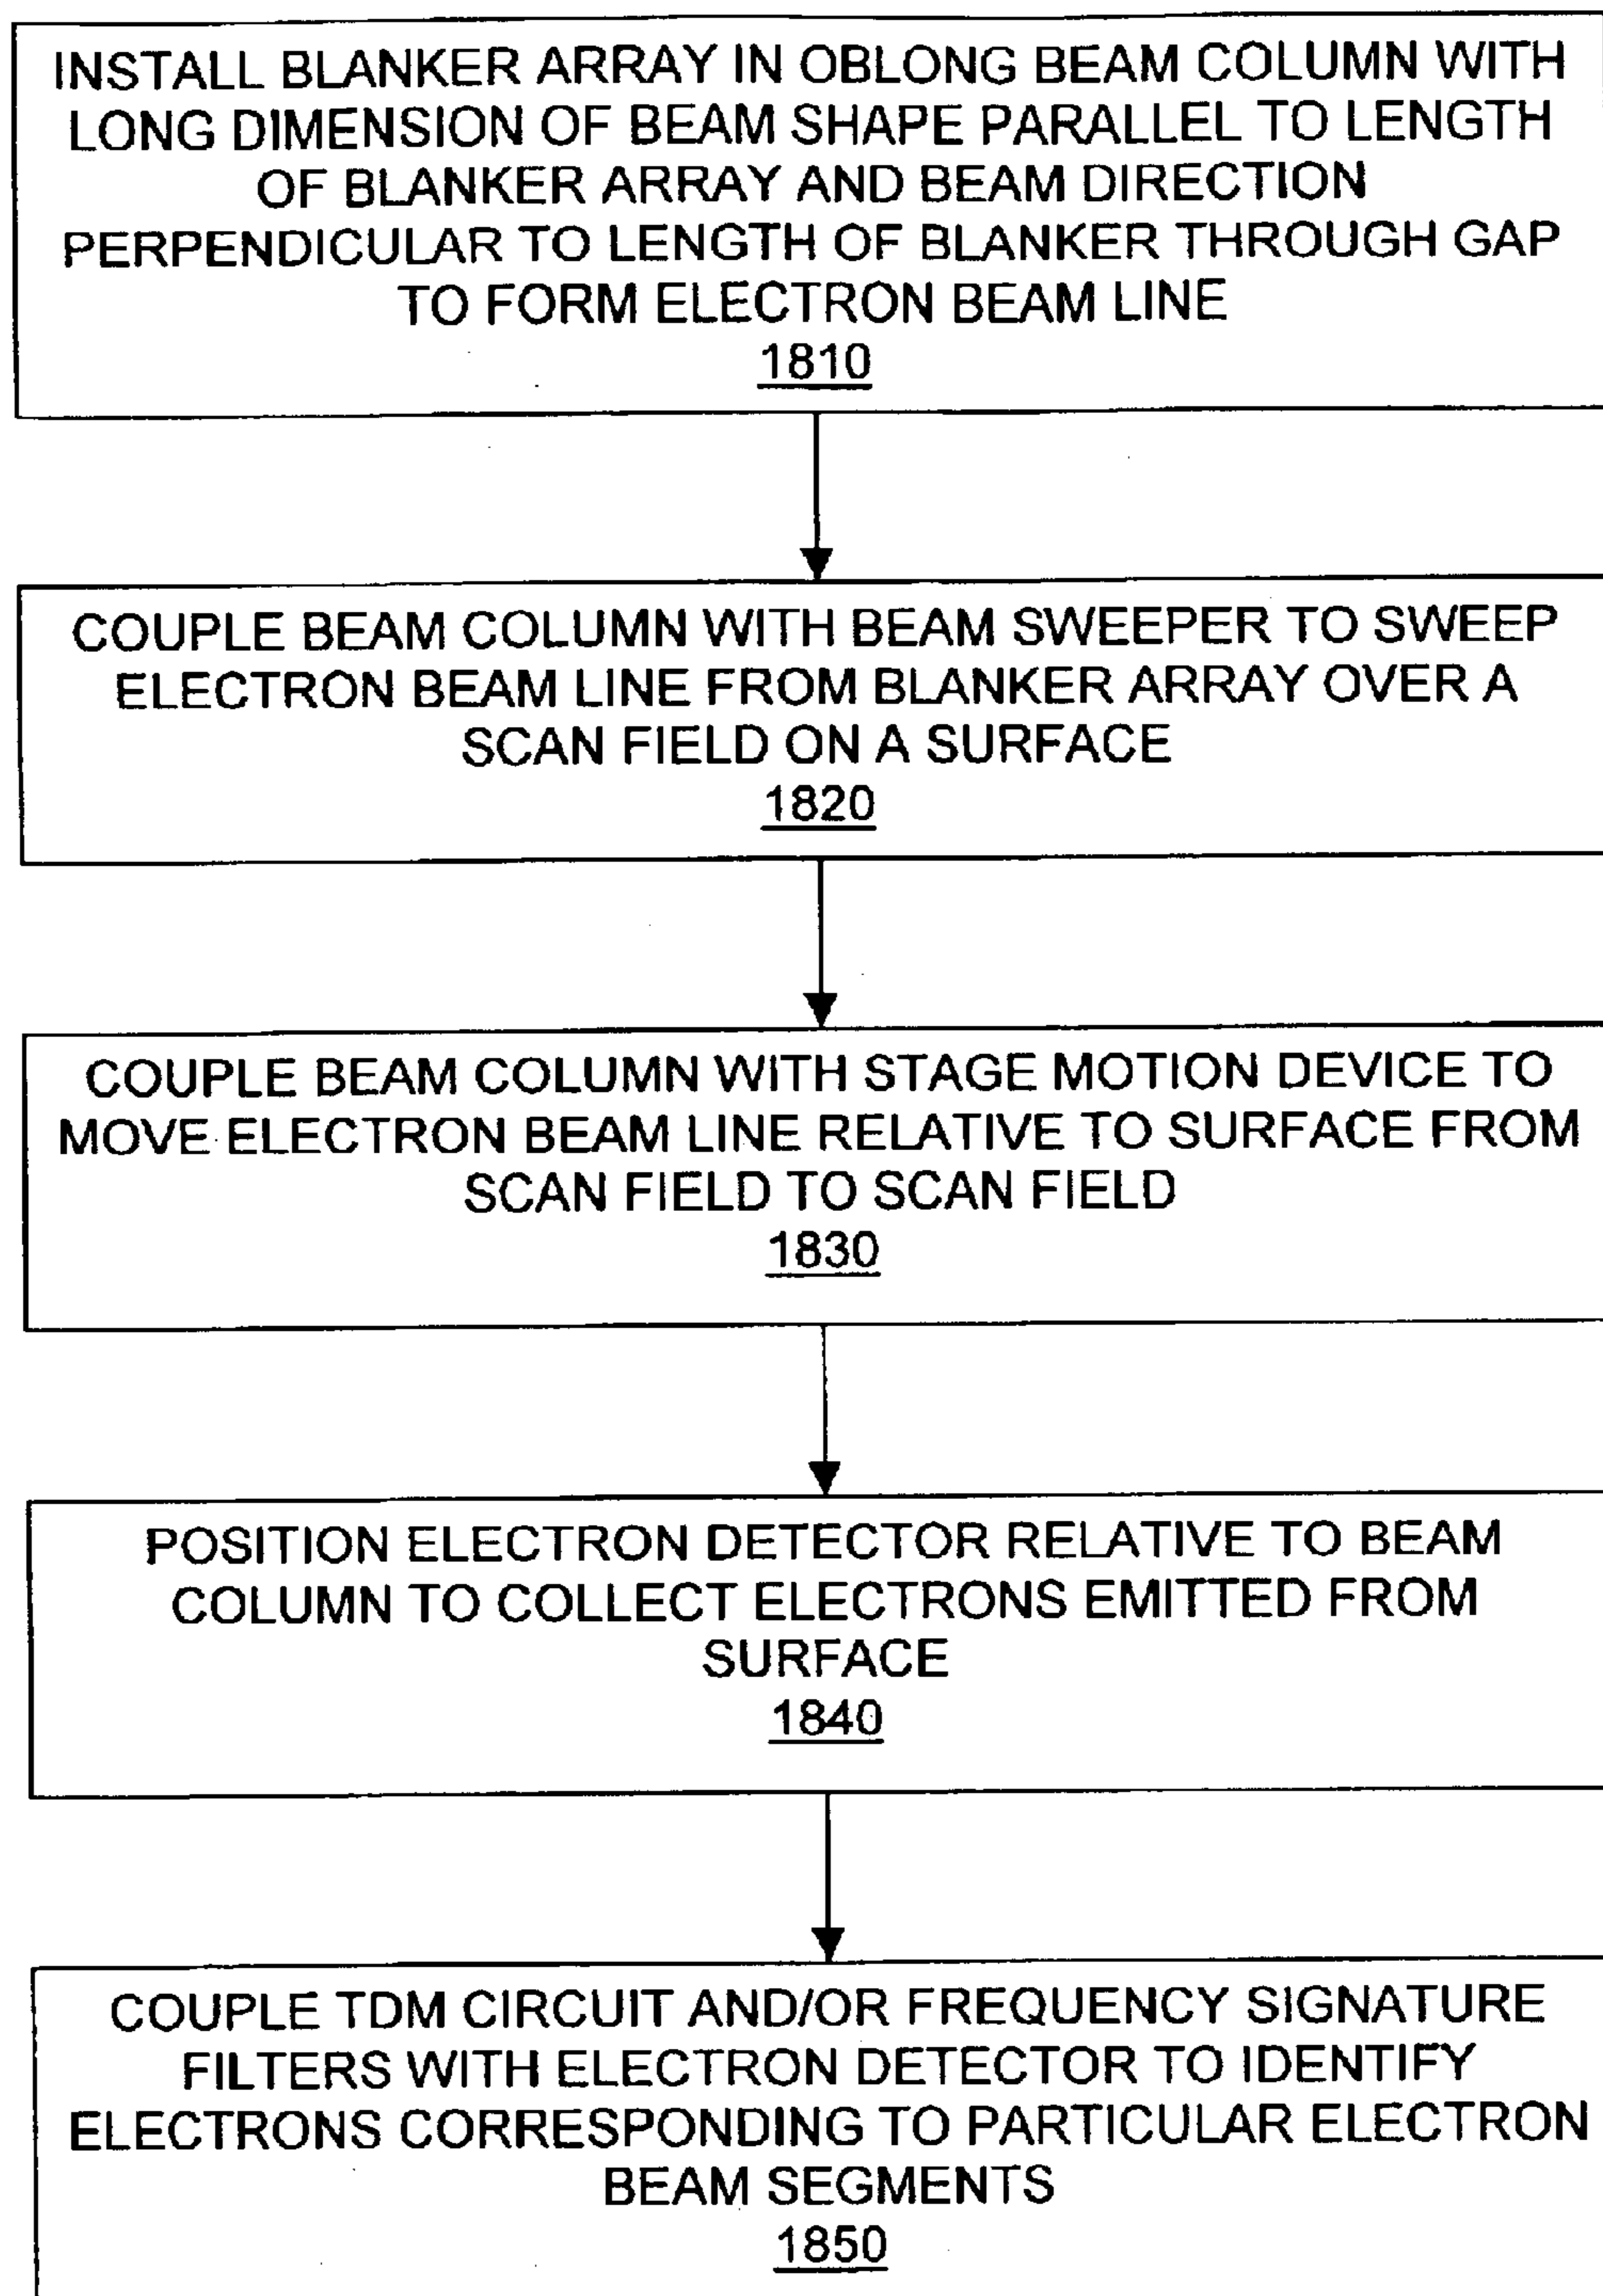 INSTALL BLANKER ARRAY IN OBLONG BEAM COLUMN WITH
LONG DIMENSION OF BEAM SHAPE PARALLEL TO LENGTH
OF BLANKER ARRAY AND BEAM DIRECTION
PERPENDICULAR TO LENGTH OF BLANKER THROUGH GAP
TO FORM ELECTRON BEAM LINE
1810
COUPLE BEAM COLUMN WITH BEAM SWEEPER TO SWEEP
ELECTRON BEAM LINE FROM BLANKER ARRAY OVER A
SCAN FIELD ON A SURFACE
1820
COUPLE BEAM COLUMN WITH STAGE MOTION DEVICE TO
MOVE ELECTRON BEAM LINE RELATIVE TO SURFACE FROM
SCAN FIELD TO SCAN FIELD
1830
POSITION ELECTRON DETECTOR RELATIVE TO BEAM
COLUMN TO COLLECT ELECTRONS EMITTED FROM
SURFACE
1840
COUPLE TDM CIRCUIT AND/OR FREQUENCY SIGNATURE
FILTERS WITH ELECTRON DETECTOR TO IDENTIFY
ELECTRONS CORRESPONDING TO PARTICULAR ELECTRON
BEAM SEGMENTS
1850